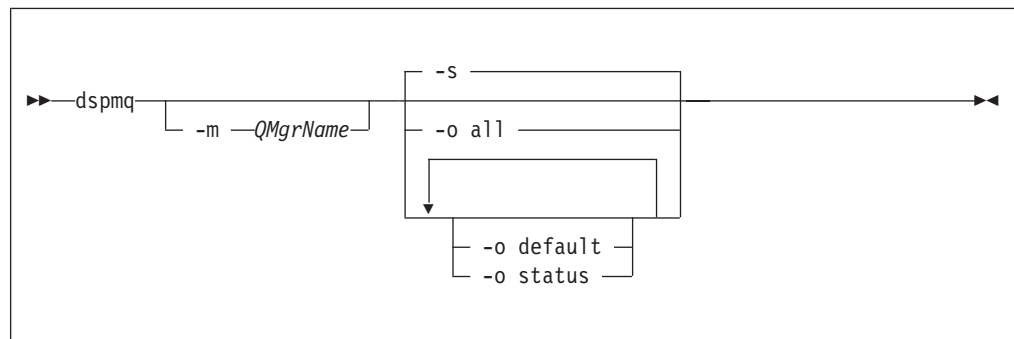 -s
dspmq
-m QMgrName
-o all
-o default
-o status